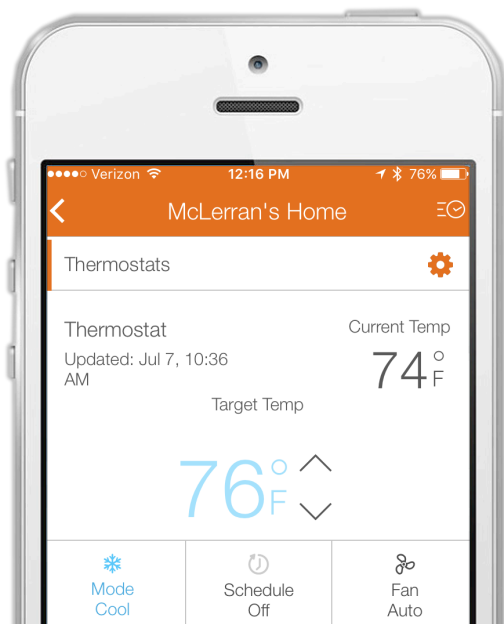 ●●●●○ Verizon 12:16 PM 76%
McLerran's Home
Thermostats
Thermostat
Updated: Jul 7, 10:36
AM
Current Temp
74°F
Target Temp
76°F
Mode
Cool
Schedule
Off
Fan
Auto